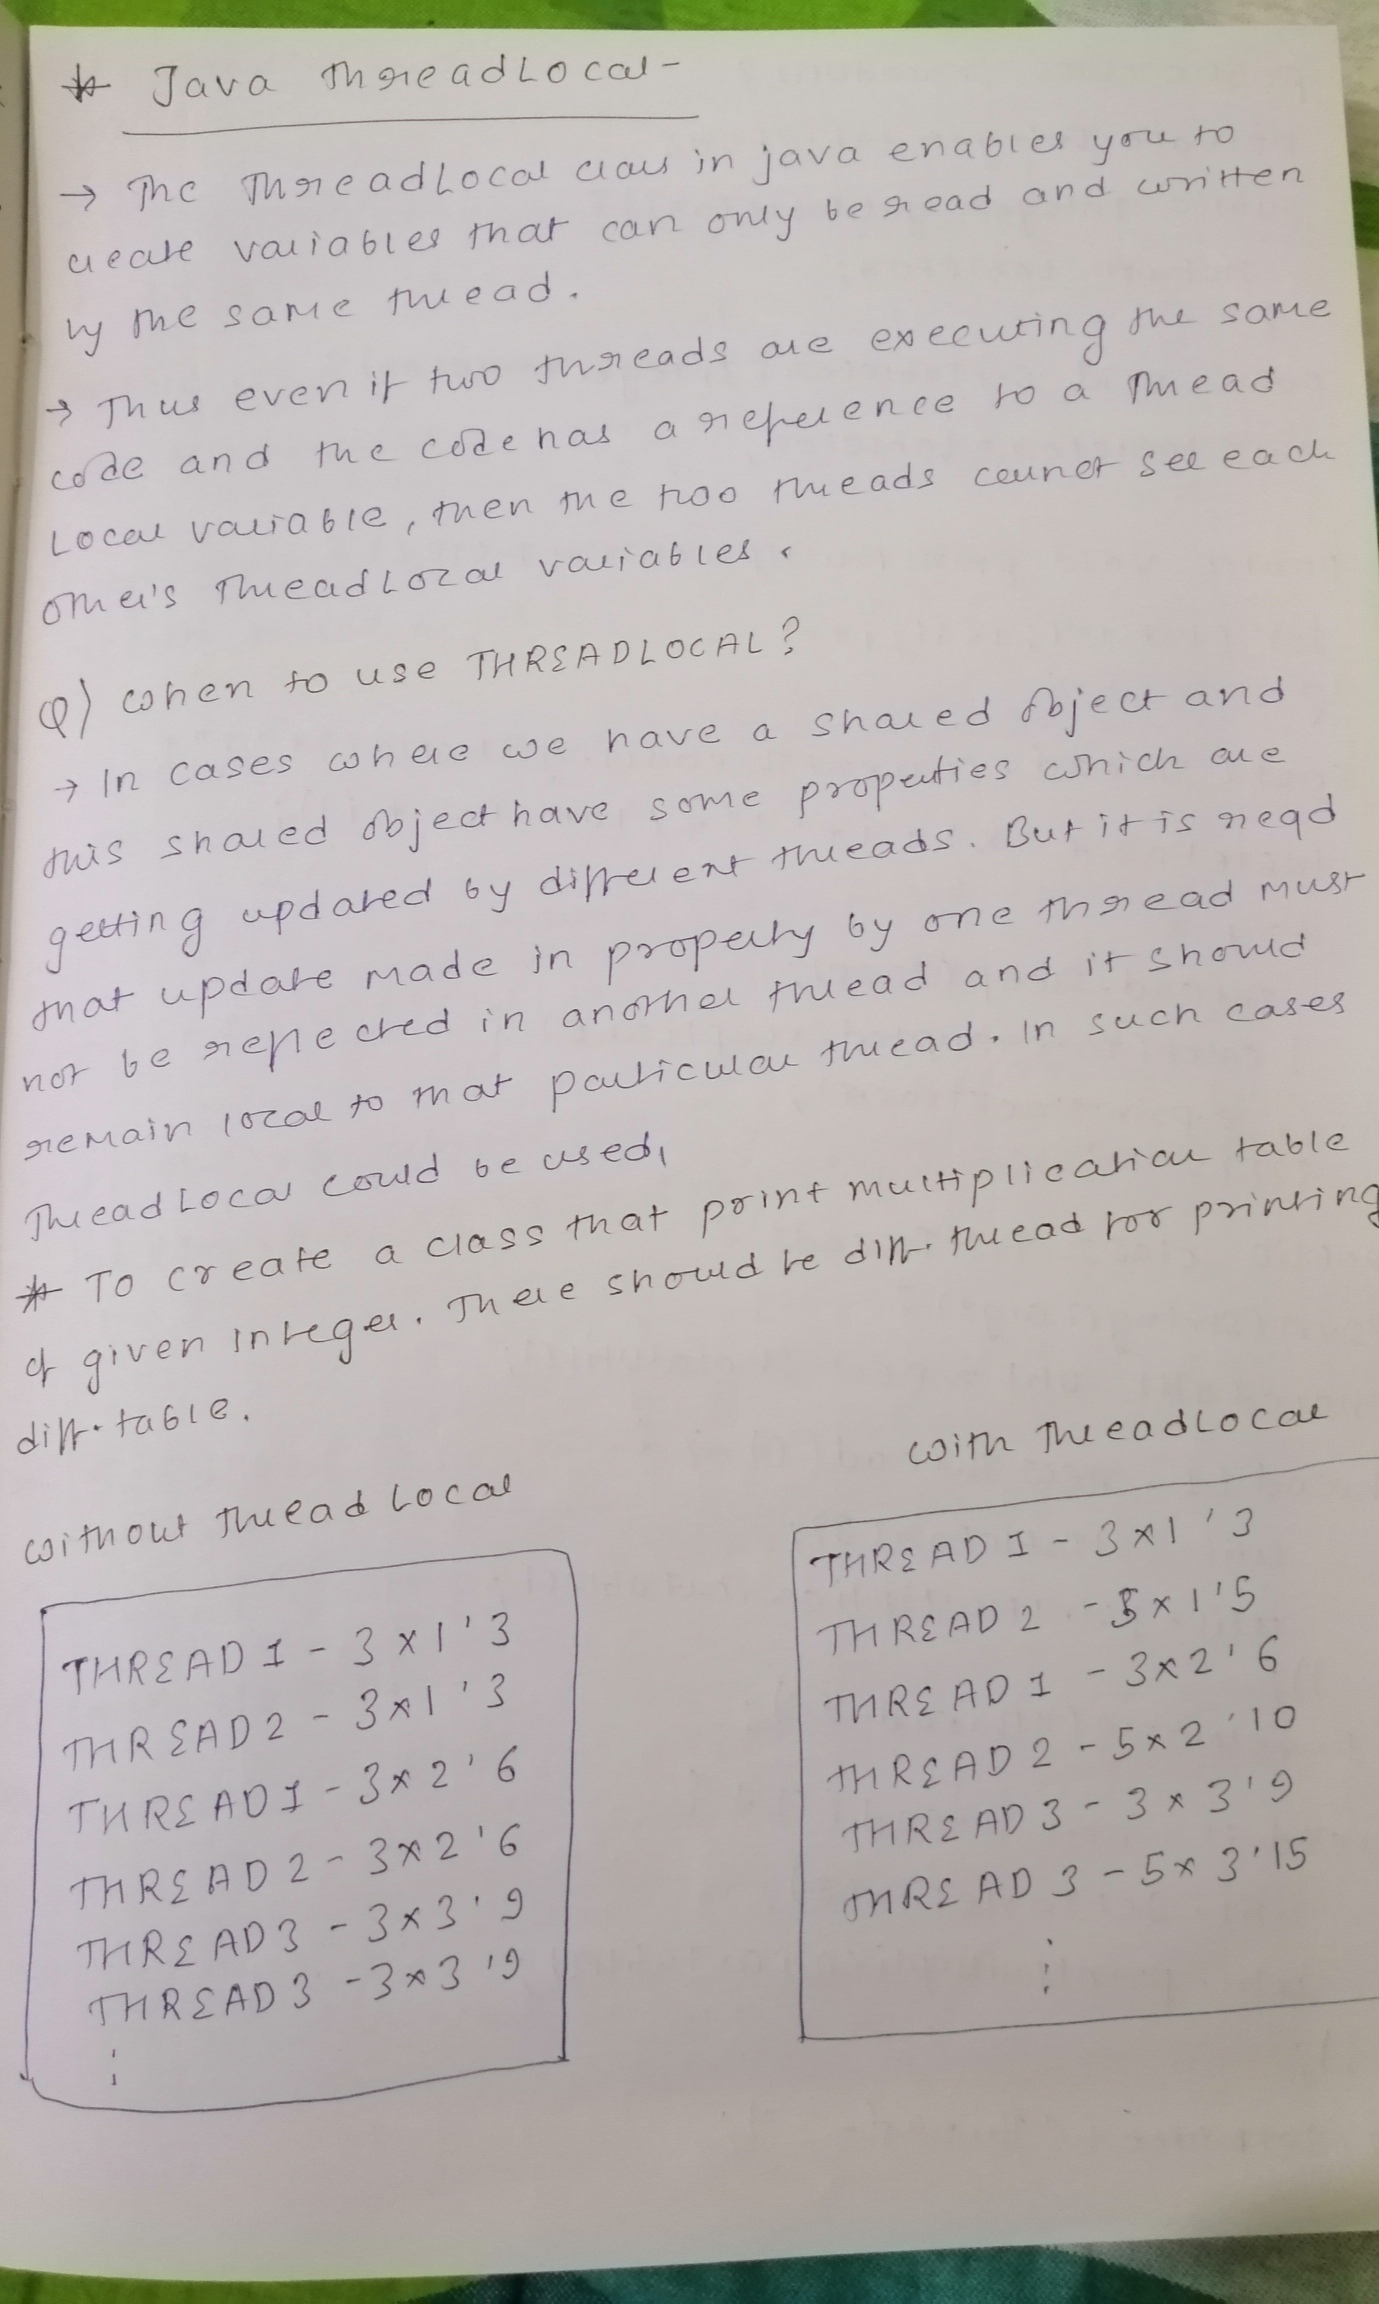 * Java ThreadLocal -
→ The ThreadLocal class in java enables you to
create variables that can only be read and written
by the same thread.
→ Thus even if two threads are executing the same
code and the code has a reference to a Thread
Local variable, then the two threads cannot see each
other's ThreadLocal variables.
Q) When to use THREADLOCAL?
→ In cases where we have a shared object and
this shared object have some properties which are
getting updated by different threads. But it is reqd
that update made in property by one thread must
not be reflected in another thread and it should
remain local to that particular thread. In such cases
ThreadLocal could be used,
* To create a class that print multiplication table
of given Integer. There should be diff. thread for printing
diff. table.
Without Thread Local
THREAD 1 - 3 x 1 ' 3
THREAD 2 - 3 x 1 ' 3
THREAD 1 - 3 x 2 ' 6
THREAD 2 - 3 x 2 ' 6
THREAD 3 - 3 x 3 ' 9
THREAD 3 - 3 x 3 ' 9
⋮
With ThreadLocal
THREAD 1 - 3 x 1 ' 3
THREAD 2 - 5 x 1 ' 5
THREAD 1 - 3 x 2 ' 6
THREAD 2 - 5 x 2 ' 10
THREAD 3 - 3 x 3 ' 9
THREAD 3 - 5 x 3 ' 15
⋮